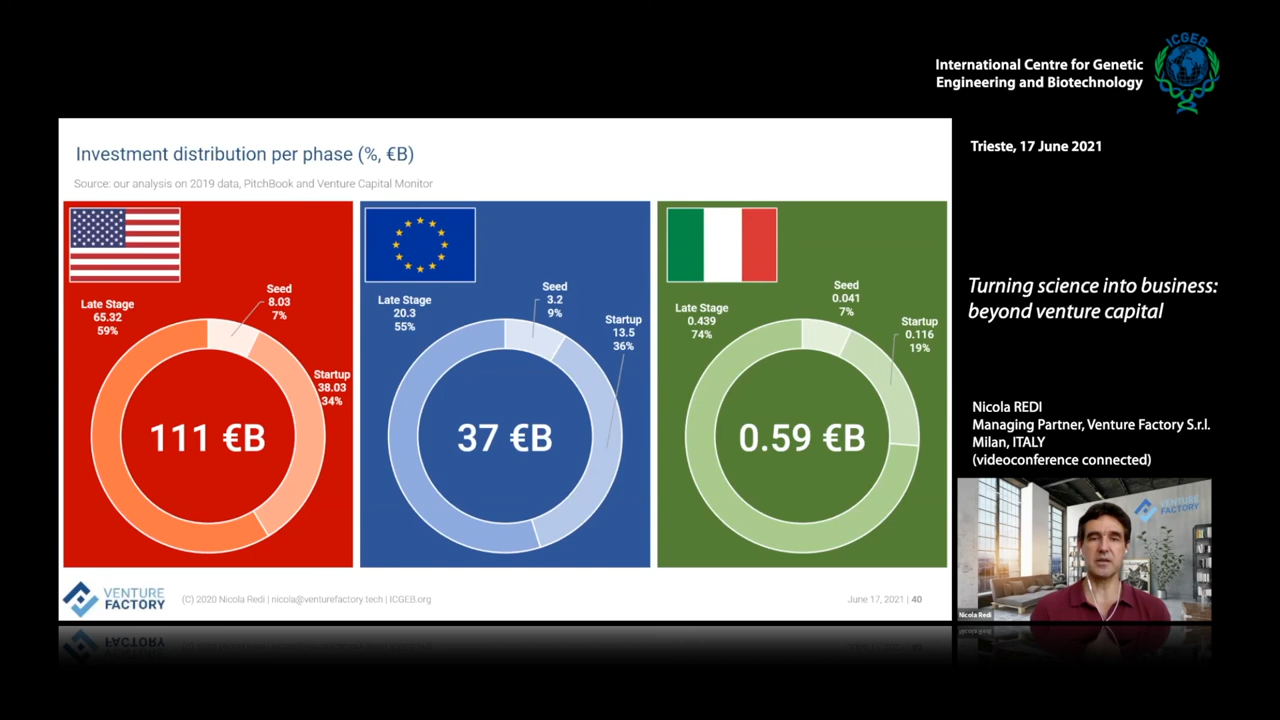 ICGEB
International Centre for Genetic
Engineering and Biotechnology
Trieste, 17 June 2021
Investment distribution per phase (%, €B)
Source: our analysis on 2019 data, PitchBook and Venture Capital Monitor
Late Stage
65.32
59%
Seed
8.03
7%
Startup
38.03
34%
111 €B
Late Stage
20.3
55%
Seed
3.2
9%
Startup
13.5
36%
37 €B
Late Stage
0.439
74%
Seed
0.041
7%
Startup
0.116
19%
0.59 €B
VENTURE
FACTORY
(C) 2020 Nicola Redi | nicola@venturefactory.tech | ICGEB.org
June 17, 2021 | 40
Turning science into business:
beyond venture capital
Nicola REDI
Managing Partner, Venture Factory S.r.l.
Milan, ITALY
(videoconference connected)
VENTURE
FACTORY
Nicola Redi